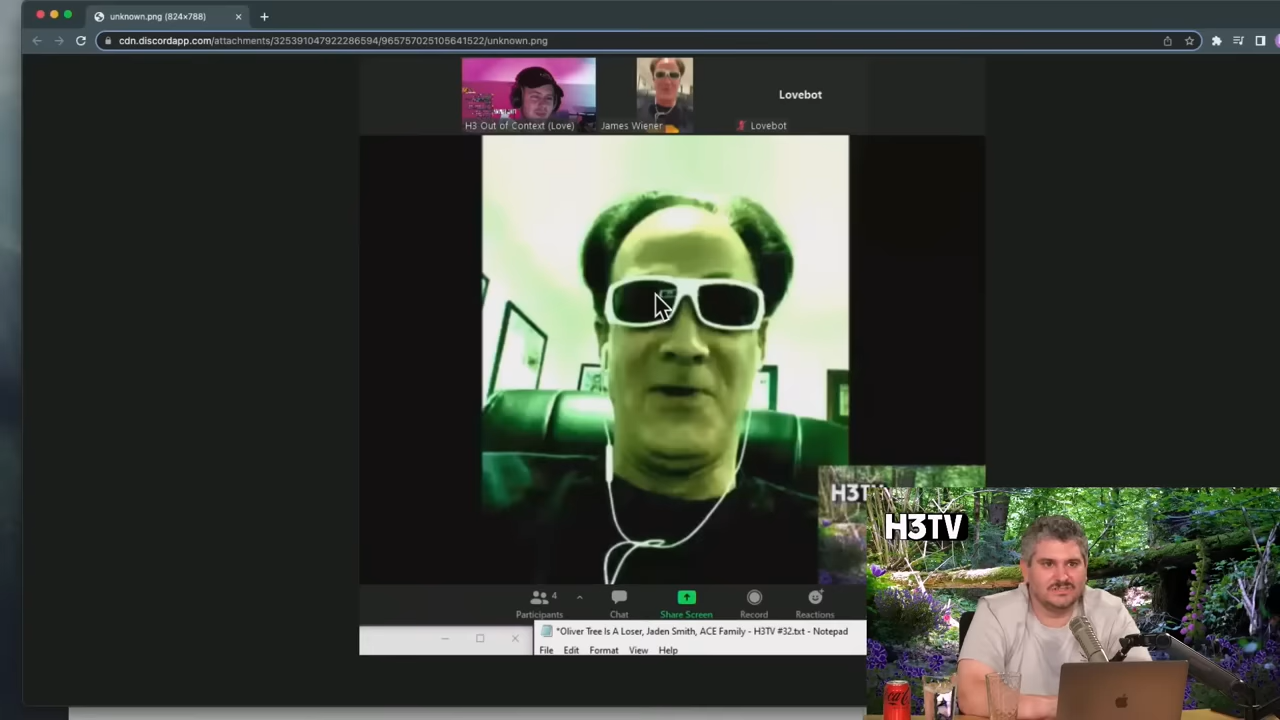 unknown.png (824×788)
cdn.discordapp.com/attachments/325391047922286594/965757025105641522/unknown.png
Lovebot
H3 Out of Context (Love)
James Wiener
Lovebot
H3TV
H3TV
4
Participants
Chat
Share Screen
Record
Reactions
*Oliver Tree Is A Loser, Jaden Smith, ACE Family - H3TV #32.txt - Notepad
File Edit Format View Help